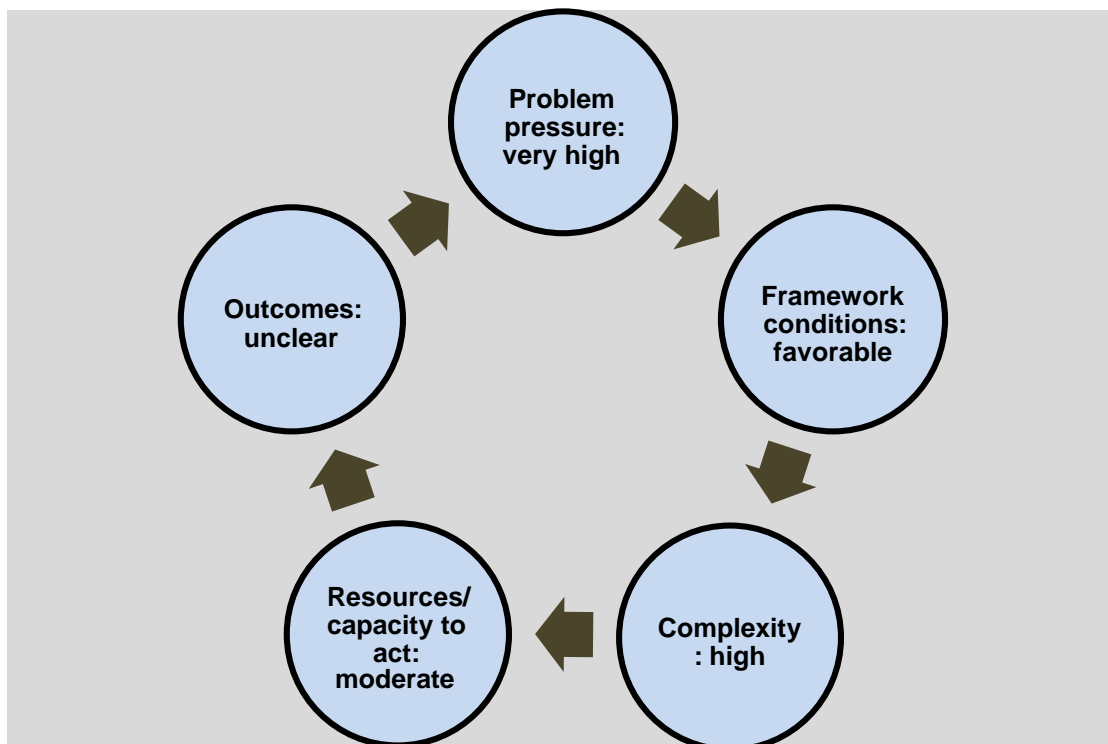 Problem
pressure:
very high
Framework
conditions:
favorable
Complexity
: high
Resources/
capacity to
act:
moderate
Outcomes:
unclear